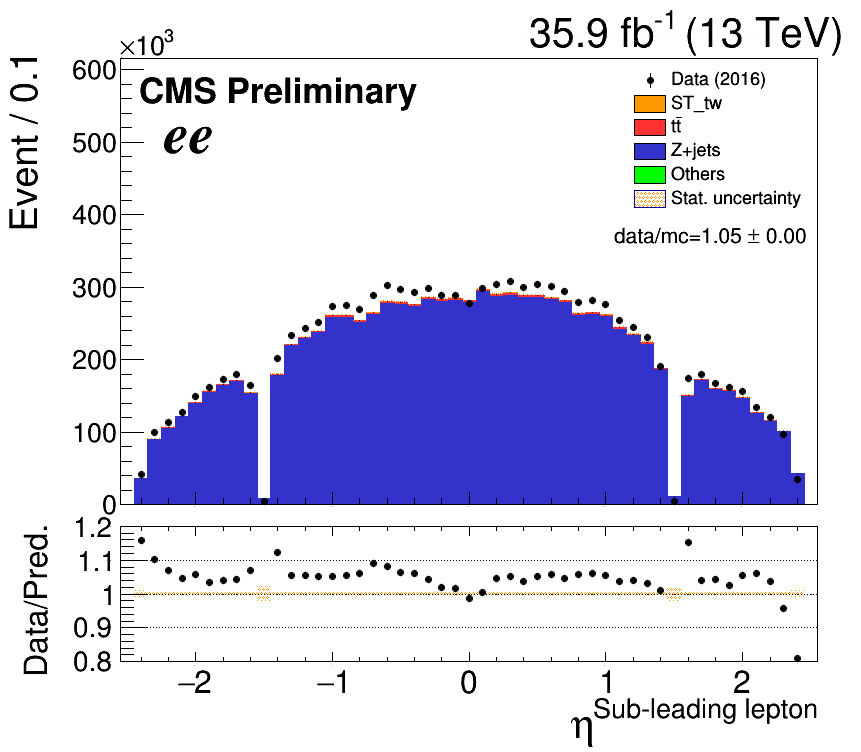 35.9 fb⁻¹ (13 TeV)
×10³
CMS Preliminary
ee
Data (2016)
ST_tw
tt̄
Z+jets
Others
Stat. uncertainty
data/mc=1.05 ± 0.00
Event / 0.1
600
500
400
300
200
100
0
Data/Pred.
1.2
1.1
1
0.9
0.8
−2 −1 0 1 2
η Sub-leading lepton